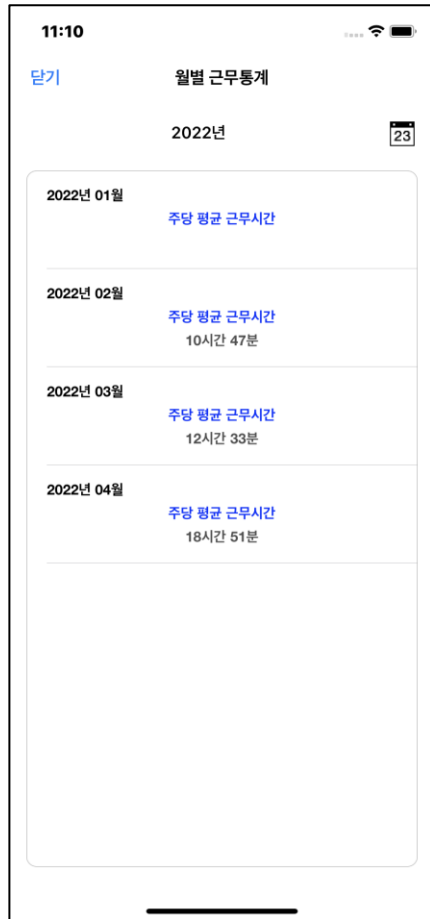 11:10
닫기 월별 근무통계
2022년 23
2022년 01월
주당 평균 근무시간
2022년 02월
주당 평균 근무시간
10시간 47분
2022년 03월
주당 평균 근무시간
12시간 33분
2022년 04월
주당 평균 근무시간
18시간 51분